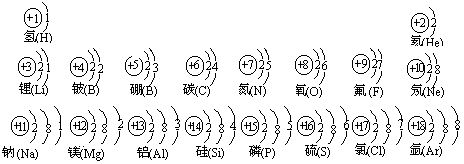 +1 1 +2 2
氢(H) 氦(He)
+3 2 1 +4 2 2 +5 2 3 +6 2 4 +7 2 5 +8 2 6 +9 2 7 +10 2 8
锂(Li) 铍(B) 硼(B) 碳(C) 氮(N) 氧(O) 氟(F) 氖(Ne)
+11 2 8 1 +12 2 8 2 +13 2 8 3 +14 2 8 4 +15 2 8 5 +16 2 8 6 +17 2 8 7 +18 2 8 8
钠(Na) 镁(Mg) 铝(Al) 硅(Si) 磷(P) 硫(S) 氯(Cl) 氩(Ar)